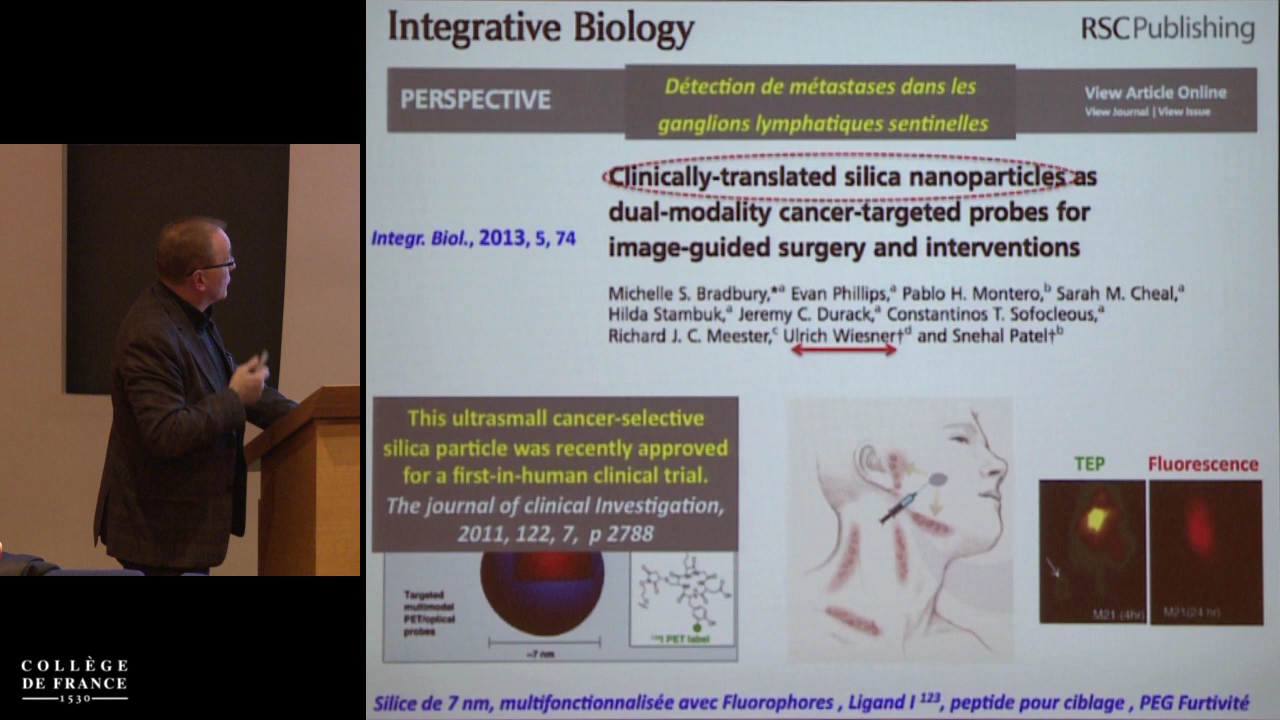 Integrative Biology
RSCPublishing
PERSPECTIVE
Détection de métastases dans les
ganglions lymphatiques sentinelles
View Article Online
View Journal | View Issue
Clinically-translated silica nanoparticles as
dual-modality cancer-targeted probes for
image-guided surgery and interventions
Integr. Biol., 2013, 5, 74
Michelle S. Bradbury,*ᵃ Evan Phillips,ᵃ Pablo H. Montero,ᵇ Sarah M. Cheal,ᵃ
Hilda Stambuk,ᵃ Jeremy C. Durack,ᵃ Constantinos T. Sofocleous,ᵃ
Richard J. C. Meester,ᶜ Ulrich Wiesner†ᵈ and Snehal Patel†ᵇ
This ultrasmall cancer-selective
silica particle was recently approved
for a first-in-human clinical trial.
The journal of clinical Investigation,
2011, 122, 7, p 2788
Targeted
multimodal
PET/optical
probes
~7 nm
PET label
TEP
Fluorescence
M21 (4hr)
M21(24 hr)
Silice de 7 nm, multifonctionnalisée avec Fluorophores , Ligand I ¹²³, peptide pour ciblage , PEG Furtivité
COLLÈGE
DE FRANCE
1530